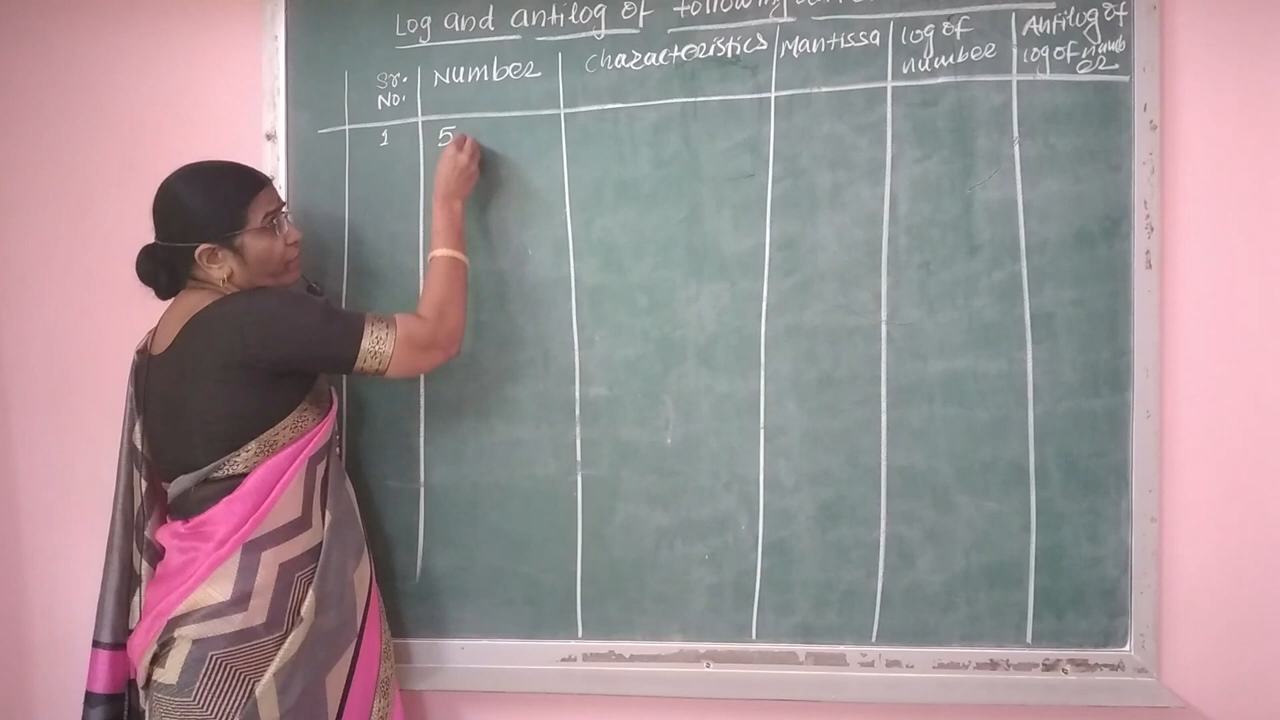 Log and antilog of following
Sr. No.
Number
Characteristics
Mantissa
log of number
Antilog of log of number
1
5